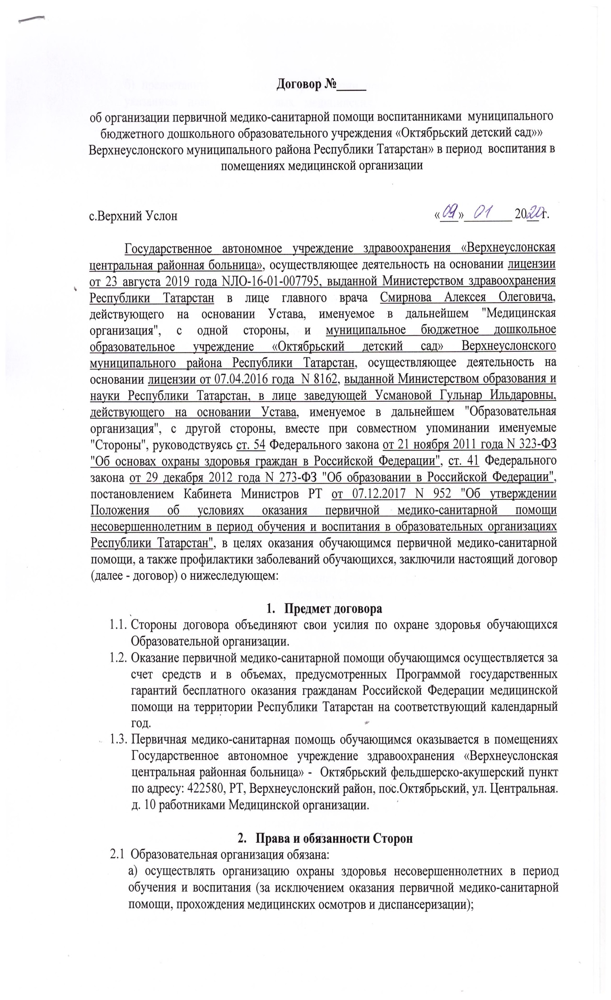 Договор №_____
об организации первичной медико-санитарной помощи воспитанниками муниципального
бюджетного дошкольного образовательного учреждения «Октябрьский детский сад»»
Верхнеуслонского муниципального района Республики Татарстан» в период воспитания в
помещениях медицинской организации
с.Верхний Услон «09» 01 2020 г.
Государственное автономное учреждение здравоохранения «Верхнеуслонская
центральная районная больница», осуществляющее деятельность на основании лицензии
от 23 августа 2019 года NЛО-16-01-007795, выданной Министерством здравоохранения
Республики Татарстан в лице главного врача Смирнова Алексея Олеговича,
действующего на основании Устава, именуемое в дальнейшем "Медицинская
организация", с одной стороны, и муниципальное бюджетное дошкольное
образовательное учреждение «Октябрьский детский сад» Верхнеуслонского
муниципального района Республики Татарстан, осуществляющее деятельность на
основании лицензии от 07.04.2016 года N 8162, выданной Министерством образования и
науки Республики Татарстан, в лице заведующей Усмановой Гульнар Ильдаровны,
действующего на основании Устава, именуемое в дальнейшем "Образовательная
организация", с другой стороны, вместе при совместном упоминании именуемые
"Стороны", руководствуясь ст. 54 Федерального закона от 21 ноября 2011 года N 323-ФЗ
"Об основах охраны здоровья граждан в Российской Федерации", ст. 41 Федерального
закона от 29 декабря 2012 года N 273-ФЗ "Об образовании в Российской Федерации",
постановлением Кабинета Министров РТ от 07.12.2017 N 952 "Об утверждении
Положения об условиях оказания первичной медико-санитарной помощи
несовершеннолетним в период обучения и воспитания в образовательных организациях
Республики Татарстан", в целях оказания обучающимся первичной медико-санитарной
помощи, а также профилактики заболеваний обучающихся, заключили настоящий договор
(далее - договор) о нижеследующем:
1. Предмет договора
1.1. Стороны договора объединяют свои усилия по охране здоровья обучающихся
Образовательной организации.
1.2. Оказание первичной медико-санитарной помощи обучающимся осуществляется за
счет средств и в объемах, предусмотренных Программой государственных
гарантий бесплатного оказания гражданам Российской Федерации медицинской
помощи на территории Республики Татарстан на соответствующий календарный
год.
1.3. Первичная медико-санитарная помощь обучающимся оказывается в помещениях
Государственное автономное учреждение здравоохранения «Верхнеуслонская
центральная районная больница» - Октябрьский фельдшерско-акушерский пункт
по адресу: 422580, РТ, Верхнеуслонский район, пос.Октябрьский, ул. Центральная.
д. 10 работниками Медицинской организации.
2. Права и обязанности Сторон
2.1 Образовательная организация обязана:
а) осуществлять организацию охраны здоровья несовершеннолетних в период
обучения и воспитания (за исключением оказания первичной медико-санитарной
помощи, прохождения медицинских осмотров и диспансеризации);